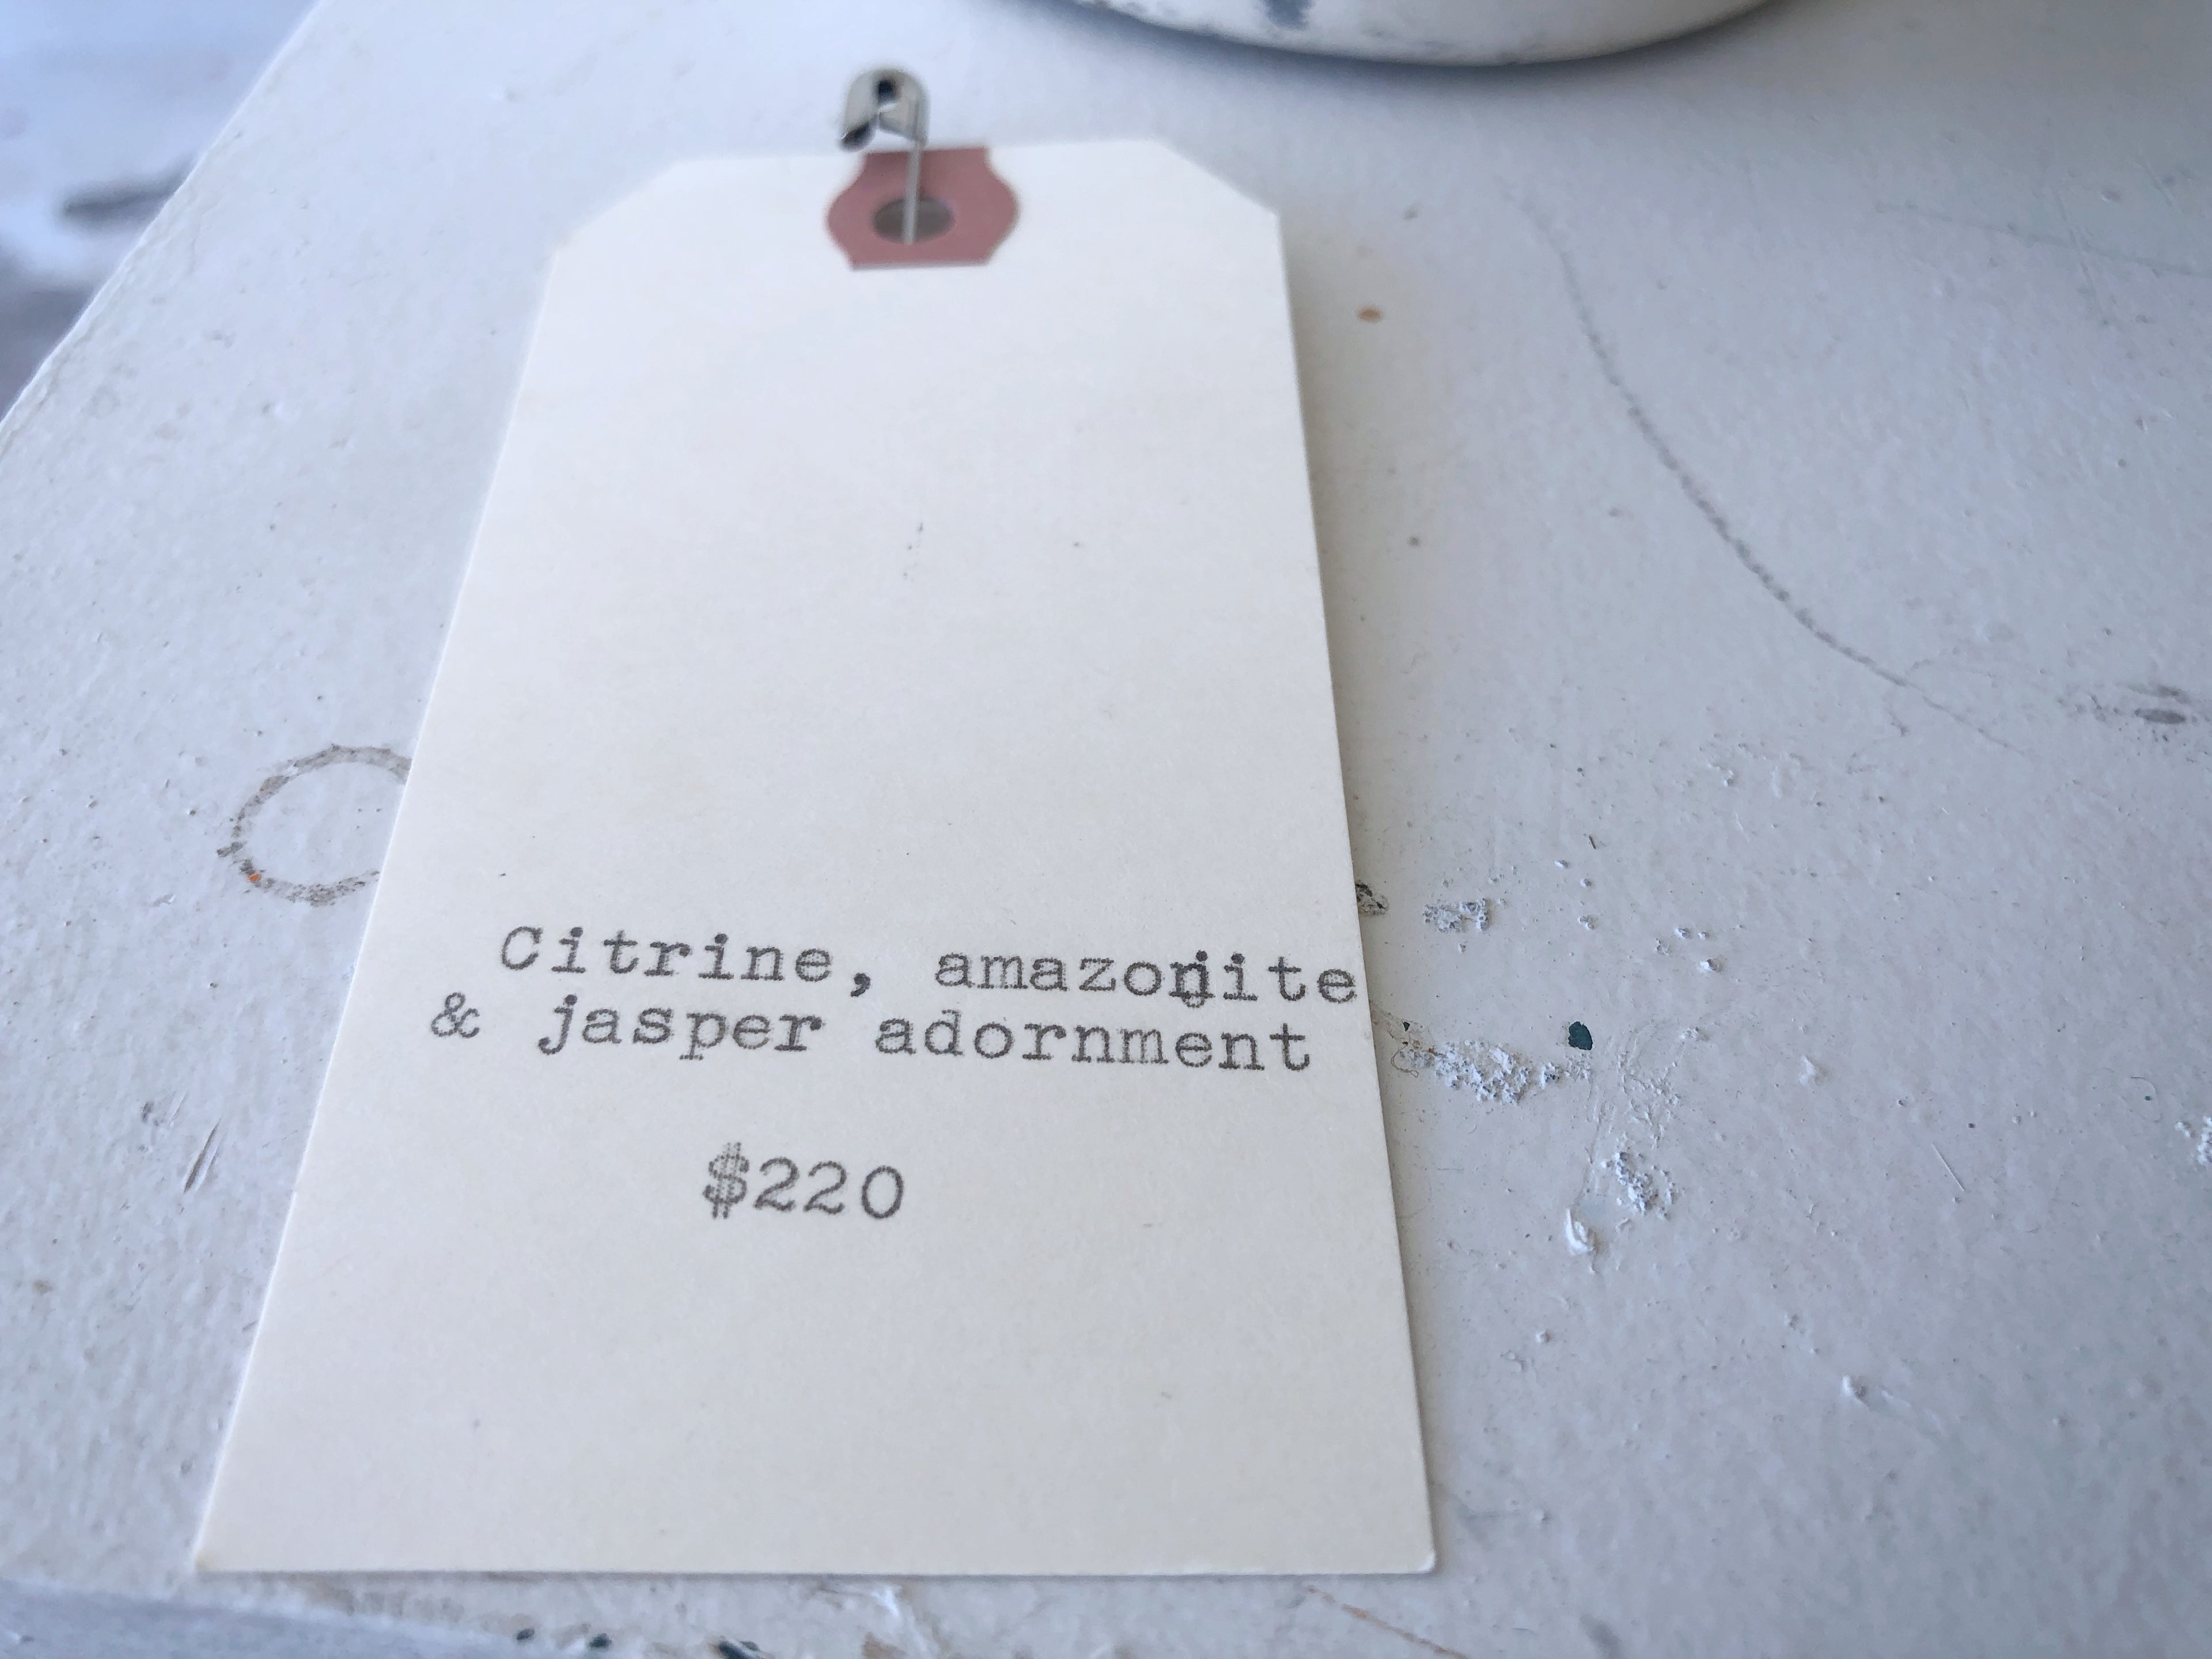 Citrine, amazonite
& jasper adornment
$220